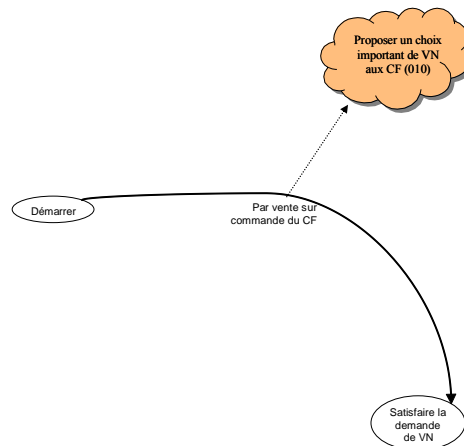 Proposer un choix
important de VN
aux CF (010)
Démarrer
Par vente sur
commande du CF
Satisfaire la
demande
de VN